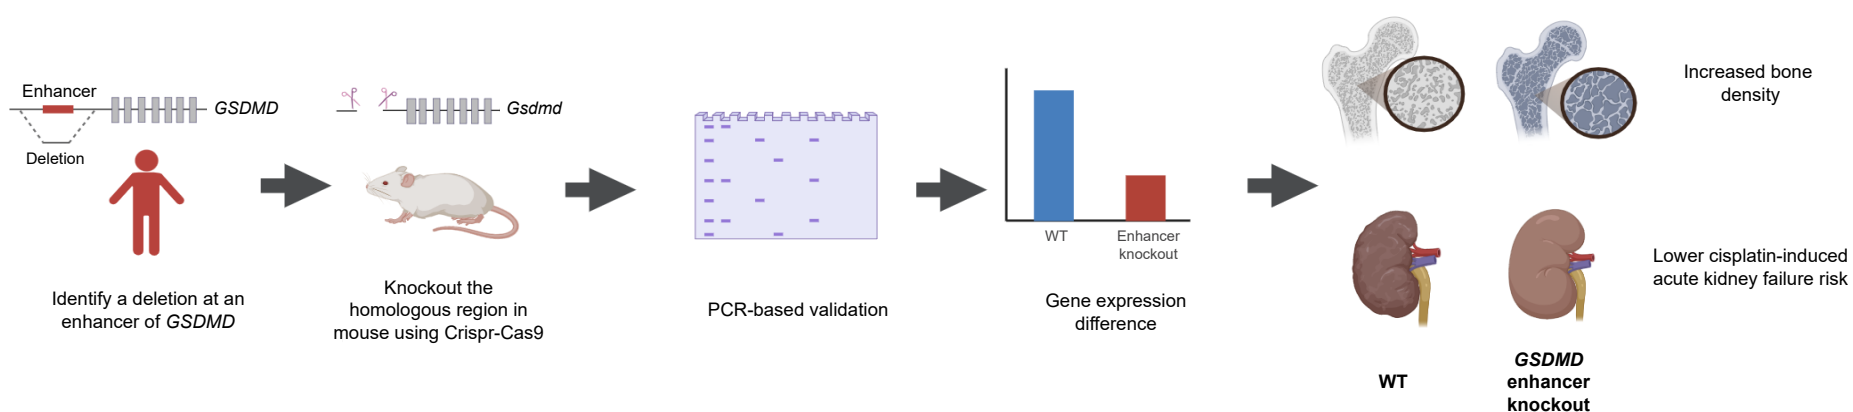 Enhancer
GSDMD
Deletion
Identify a deletion at an
enhancer of GSDMD
Gsdmd
Knockout the
homologous region in
mouse using Crispr-Cas9
PCR-based validation
WT
Enhancer
knockout
Gene expression
difference
Increased bone
density
Lower cisplatin-induced
acute kidney failure risk
WT
GSDMD
enhancer
knockout